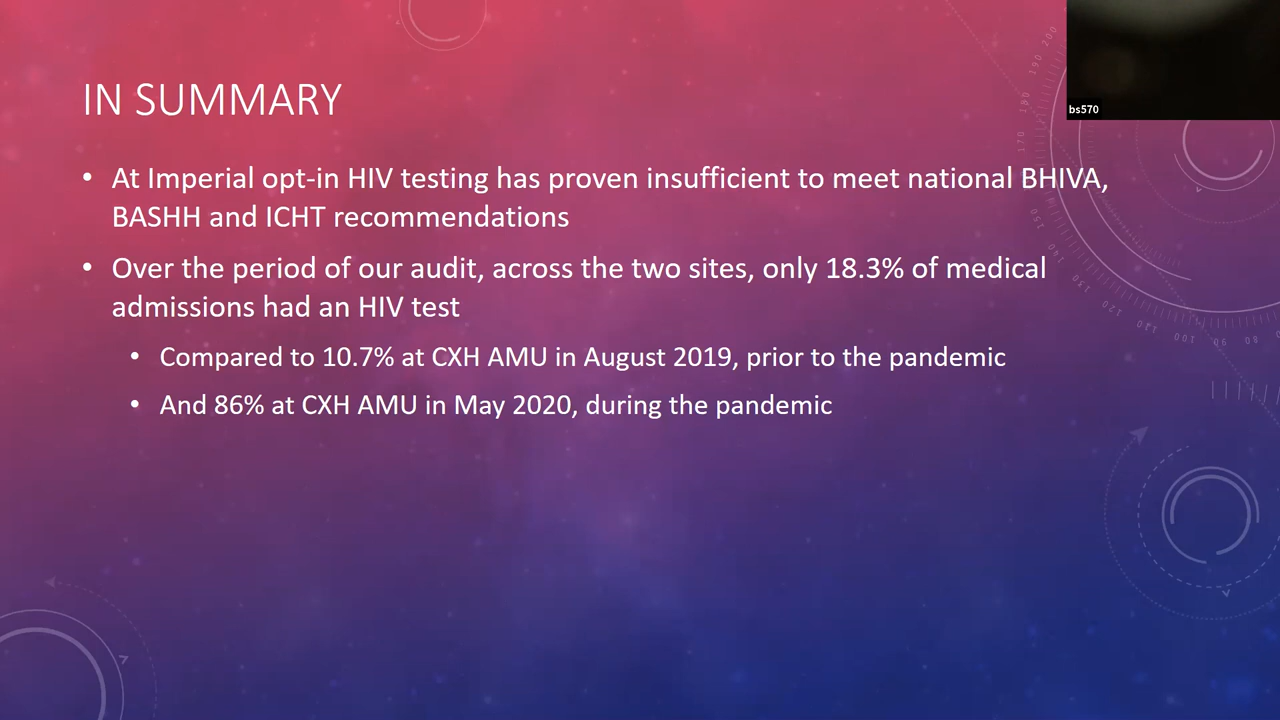 bs570
IN SUMMARY
• At Imperial opt-in HIV testing has proven insufficient to meet national BHIVA,
BASHH and ICHT recommendations
• Over the period of our audit, across the two sites, only 18.3% of medical
admissions had an HIV test
• Compared to 10.7% at CXH AMU in August 2019, prior to the pandemic
• And 86% at CXH AMU in May 2020, during the pandemic